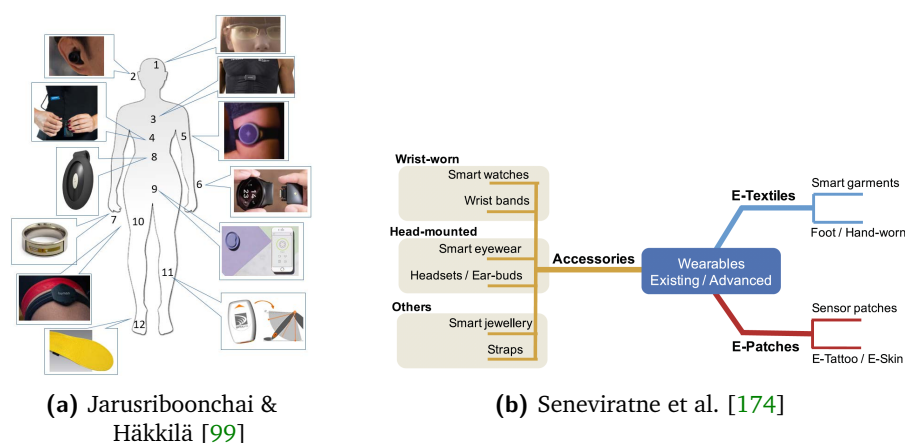 1
2
3
4
5
6
7
8
9
10
11
12
Wrist-worn
Smart watches
Wrist bands
Head-mounted
Smart eyewear
Headsets / Ear-buds
Others
Smart jewellery
Straps
Accessories
Wearables
Existing / Advanced
E-Textiles
Smart garments
Foot / Hand-worn
Sensor patches
E-Patches
E-Tattoo / E-Skin
(a) Jarusriboonchai &
Häkkilä [99]
(b) Seneviratne et al. [174]